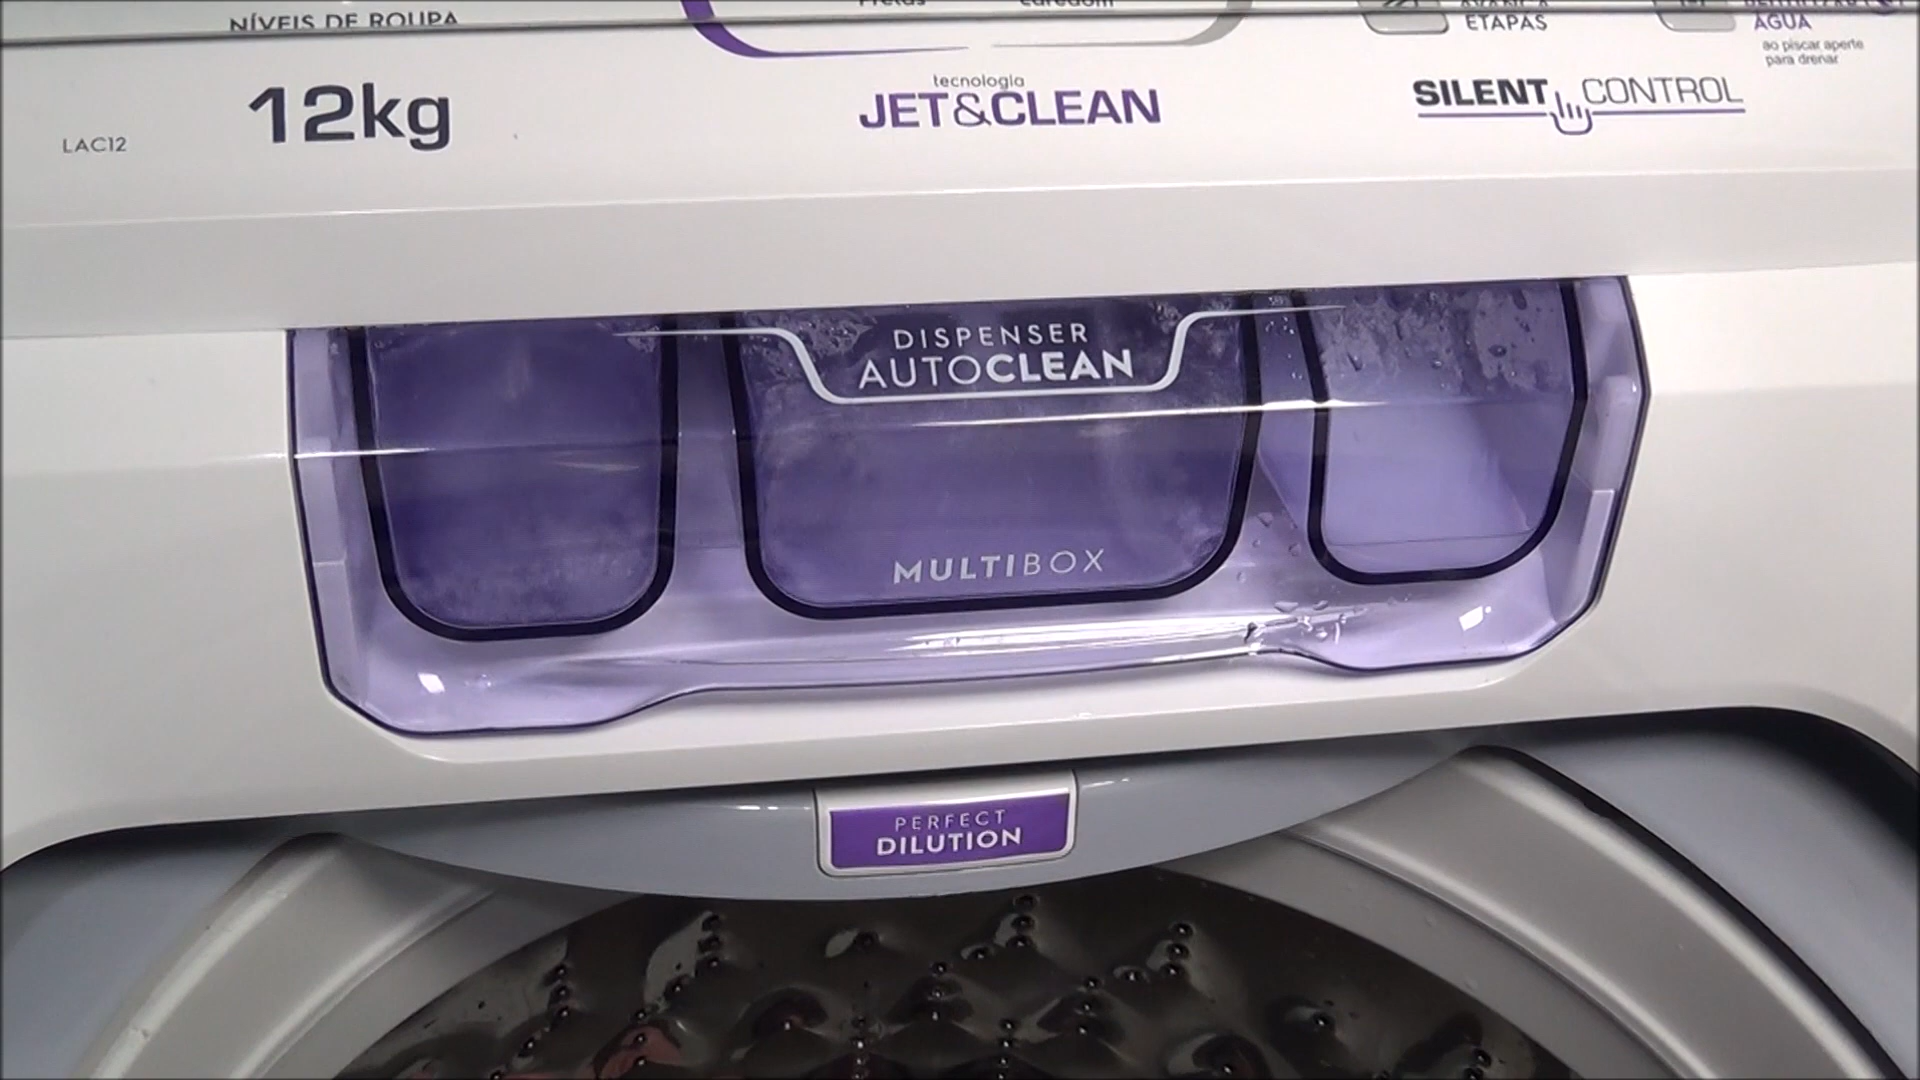 NÍVEIS DE ROUPA
ETAPAS
ÁGUA
ao piscar aperte
para drenar
LAC12
12kg
tecnologia
JET&CLEAN
SILENT CONTROL
DISPENSER
AUTOCLEAN
MULTIBOX
PERFECT
DILUTION